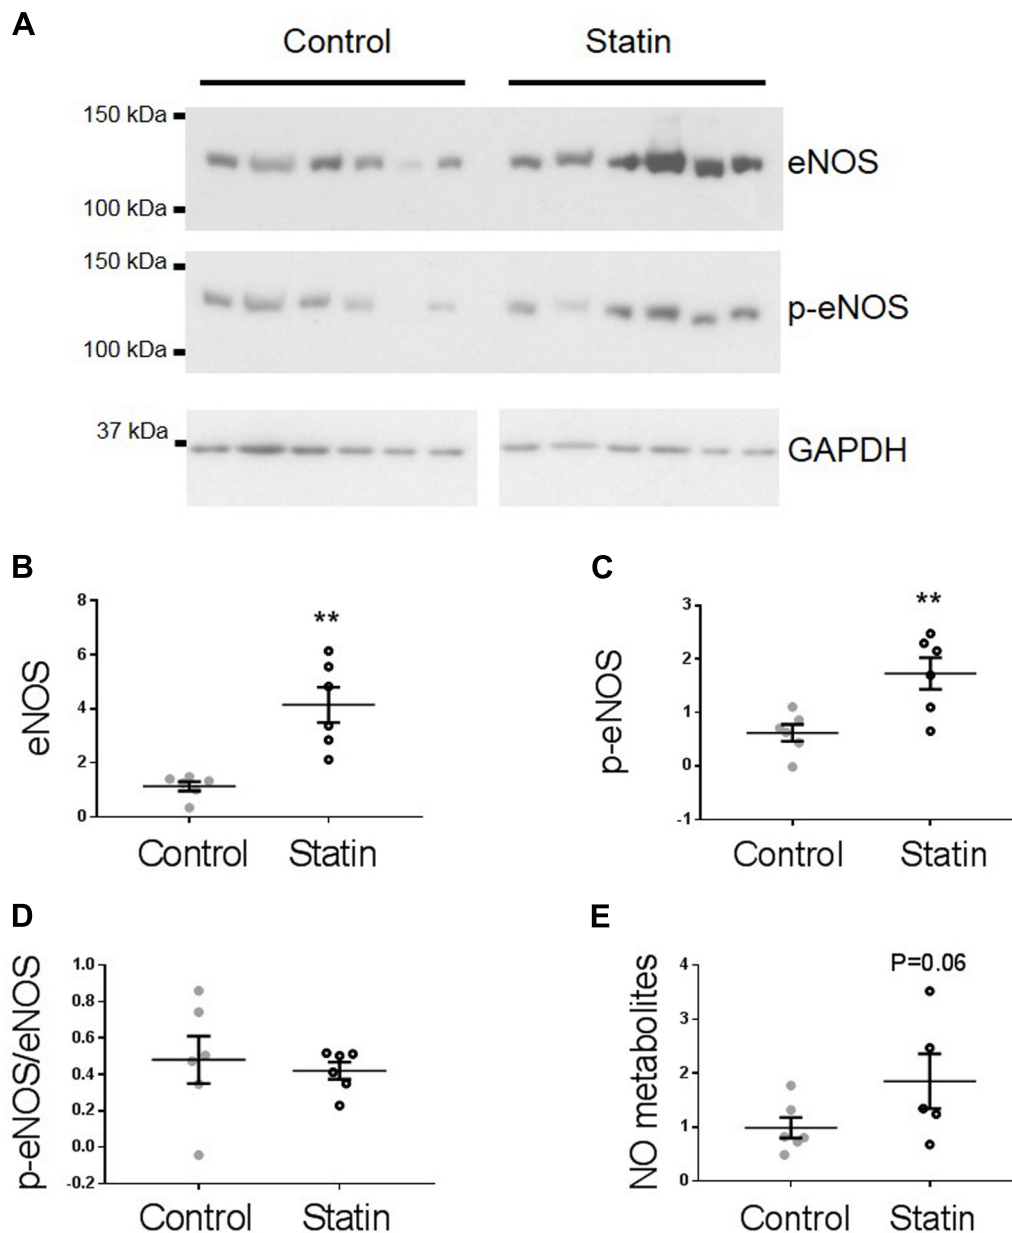 A
Control Statin
150 kDa
eNOS
100 kDa
150 kDa
p-eNOS
100 kDa
37 kDa
GAPDH
B
eNOS
8
6
4
2
0
**
Control Statin
C
p-eNOS
3
2
1
0
-1
**
Control Statin
D
p-eNOS/eNOS
1.0
0.8
0.6
0.4
0.2
0.0
-0.2
Control Statin
E
NO metabolites
4
3
2
1
0
P=0.06
Control Statin